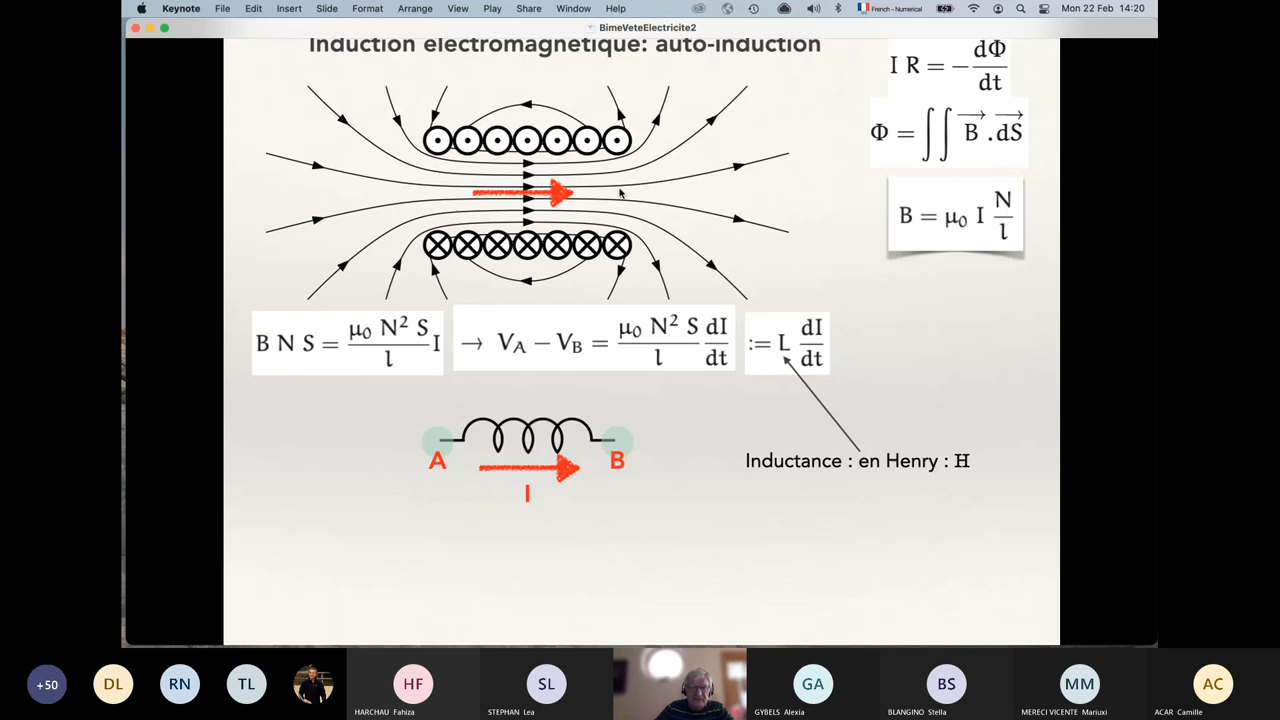 Keynote File Edit Insert Slide Format Arrange View Play Share Window Help French - Numerical Mon 22 Feb 14:20
BimeVeteElectricite2
Induction electromagnétique: auto-induction
I R = − dΦ/dt
Φ = ∫∫ B⃗ . dS⃗
B = μ₀ I N/l
B N S = μ₀ N² S/l I → V_A − V_B = μ₀ N² S/l dI/dt := L dI/dt
A B
I
Inductance : en Henry : H
+50 DL RN TL HF SL GA BS MM AC
HARCHAU Fahiza STEPHAN Lea GYBELS Alexia BLANGINO Stella MERECI VICENTE Mariuxi ACAR Camille